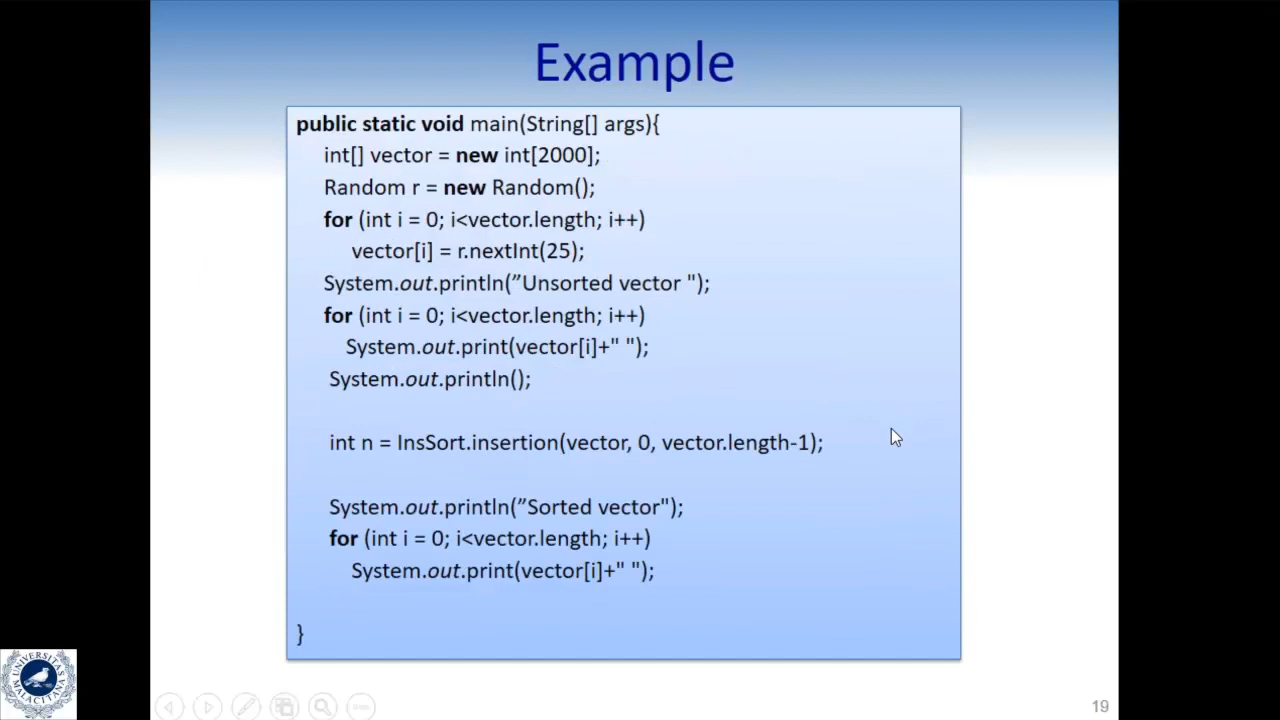 Example
public static void main(String[] args){
int[] vector = new int[2000];
Random r = new Random();
for (int i = 0; i<vector.length; i++)
vector[i] = r.nextInt(25);
System.out.println(”Unsorted vector ");
for (int i = 0; i<vector.length; i++)
System.out.print(vector[i]+" ");
System.out.println();
int n = InsSort.insertion(vector, 0, vector.length-1);
System.out.println(”Sorted vector");
for (int i = 0; i<vector.length; i++)
System.out.print(vector[i]+" ");
}
UNIVERSITAS
MALACITANA
19